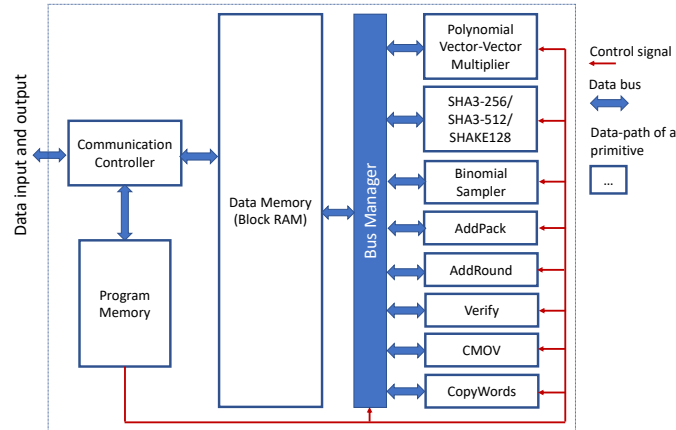 Data input and output
Communication
Controller
Program
Memory
Data Memory
(Block RAM)
Bus Manager
Polynomial
Vector-Vector
Multiplier
SHA3-256/
SHA3-512/
SHAKE128
Binomial
Sampler
AddPack
AddRound
Verify
CMOV
CopyWords
Control signal
Data bus
Data-path of a
primitive
...